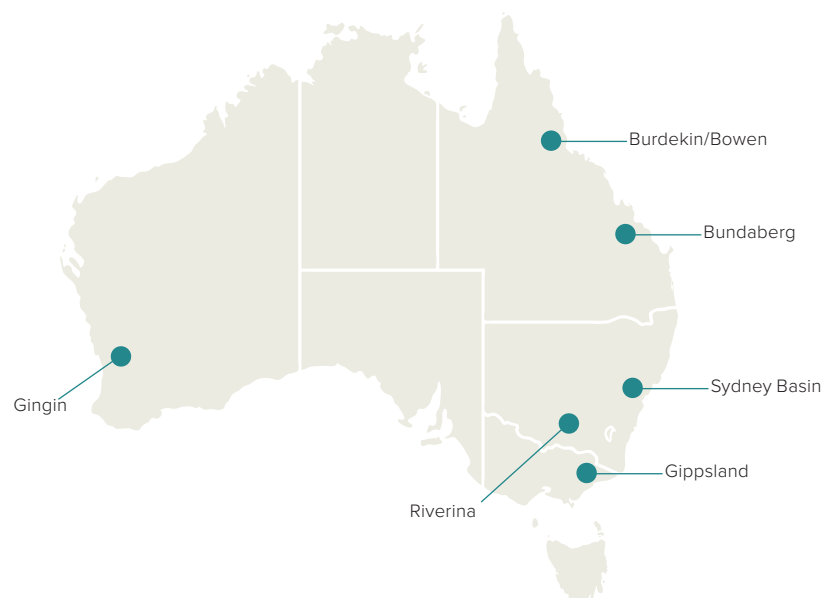 Burdekin/Bowen
Bundaberg
Sydney Basin
Gingin
Gippsland
Riverina